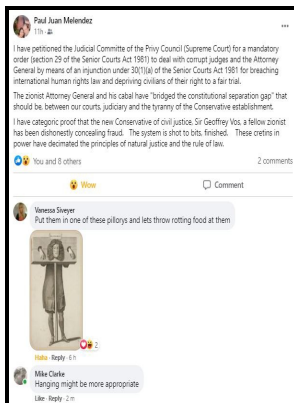 Paul Juan Melendez
11h
I have petitioned the Judicial Committe of the Privy Council (Supreme Court) for a mandatory
order (section 29 of the Senior Courts Act 1981) to deal with corrupt judges and the Attorney
General by means of an injunction under 30(1)(a) of the Senior Courts Act 1981 for breaching
international human rights law and depriving civilians of their right to a fair trial.
The zionist Attorney General and his cabal have "bridged the constitutional separation gap" that
should be, between our courts, judiciary and the tyranny of the Conservative establishment.
I have categoric proof that the new Conservative of civil justice. Sir Geoffrey Vos, a fellow zionist
has been dishonestly concealing fraud. The system is shot to bits, finished. These cretins in
power have decimated the principles of natural justice and the rule of law.
You and 8 others
2 comments
Wow
Comment
Vanessa Siveyer
Put them in one of these pillorys and lets throw rotting food at them
2
Haha · Reply · 6 h
Mike Clarke
Hanging might be more appropriate
Like · Reply · 2 m